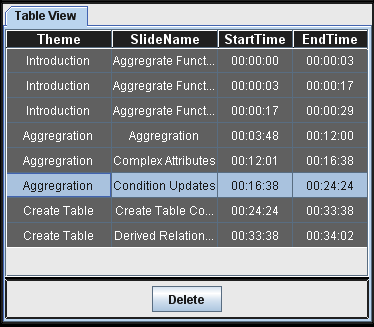 Table View
Theme SlideName StartTime EndTime
Introduction Aggregrate Funct... 00:00:00 00:00:03
Introduction Aggregrate Funct... 00:00:03 00:00:17
Introduction Aggregrate Funct... 00:00:17 00:00:29
Aggregration Aggregration 00:03:48 00:12:00
Aggregration Complex Attributes 00:12:01 00:16:38
Aggregration Condition Updates 00:16:38 00:24:24
Create Table Create Table Co... 00:24:24 00:33:38
Create Table Derived Relation... 00:33:38 00:34:02
Delete